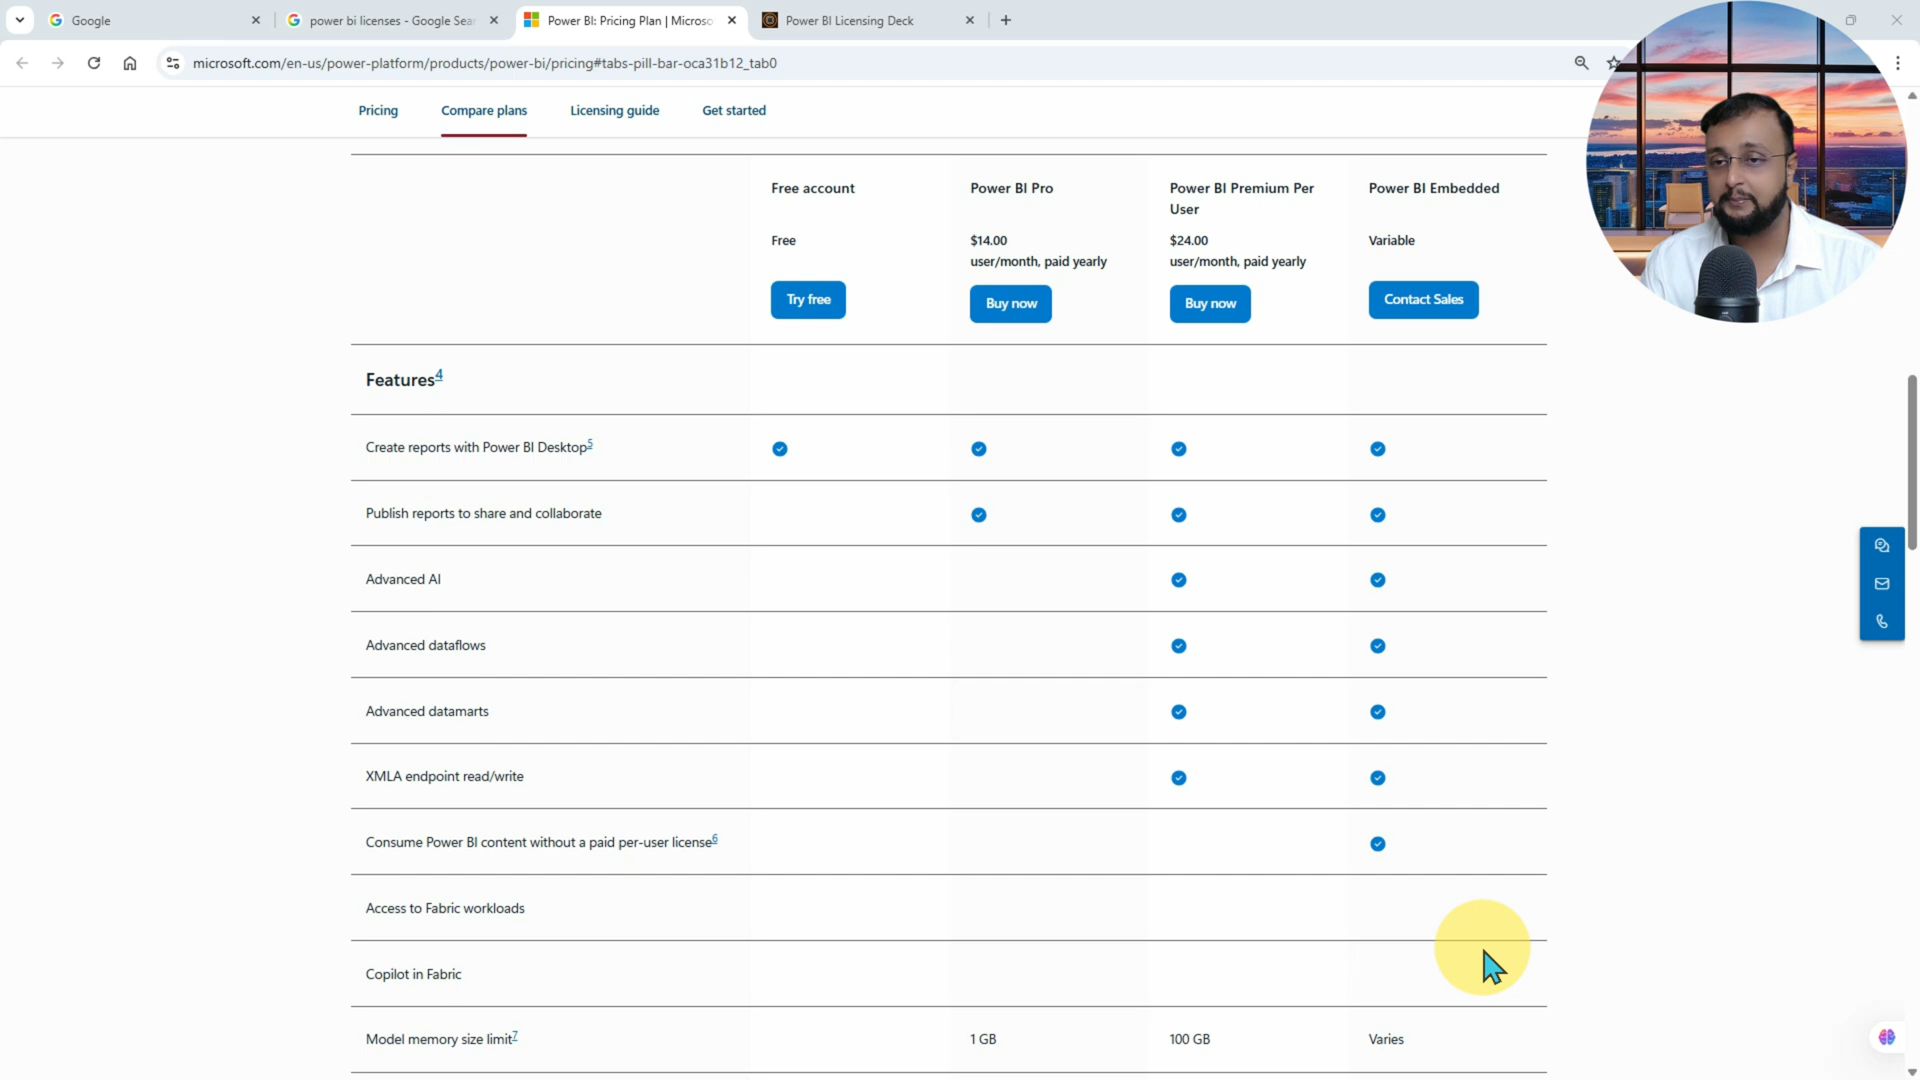 Google
power bi licenses - Google Sear
Power BI: Pricing Plan | Microso
Power BI Licensing Deck
microsoft.com/en-us/power-platform/products/power-bi/pricing#tabs-pill-bar-oca31b12_tab0
Pricing
Compare plans
Licensing guide
Get started
Free account
Power BI Pro
Power BI Premium Per
User
Power BI Embedded
Free
$14.00
user/month, paid yearly
$24.00
user/month, paid yearly
Variable
Try free
Buy now
Buy now
Contact Sales
Features4
Create reports with Power BI Desktop5
Publish reports to share and collaborate
Advanced AI
Advanced dataflows
Advanced datamarts
XMLA endpoint read/write
Consume Power BI content without a paid per-user license6
Access to Fabric workloads
Copilot in Fabric
Model memory size limit7
1 GB
100 GB
Varies